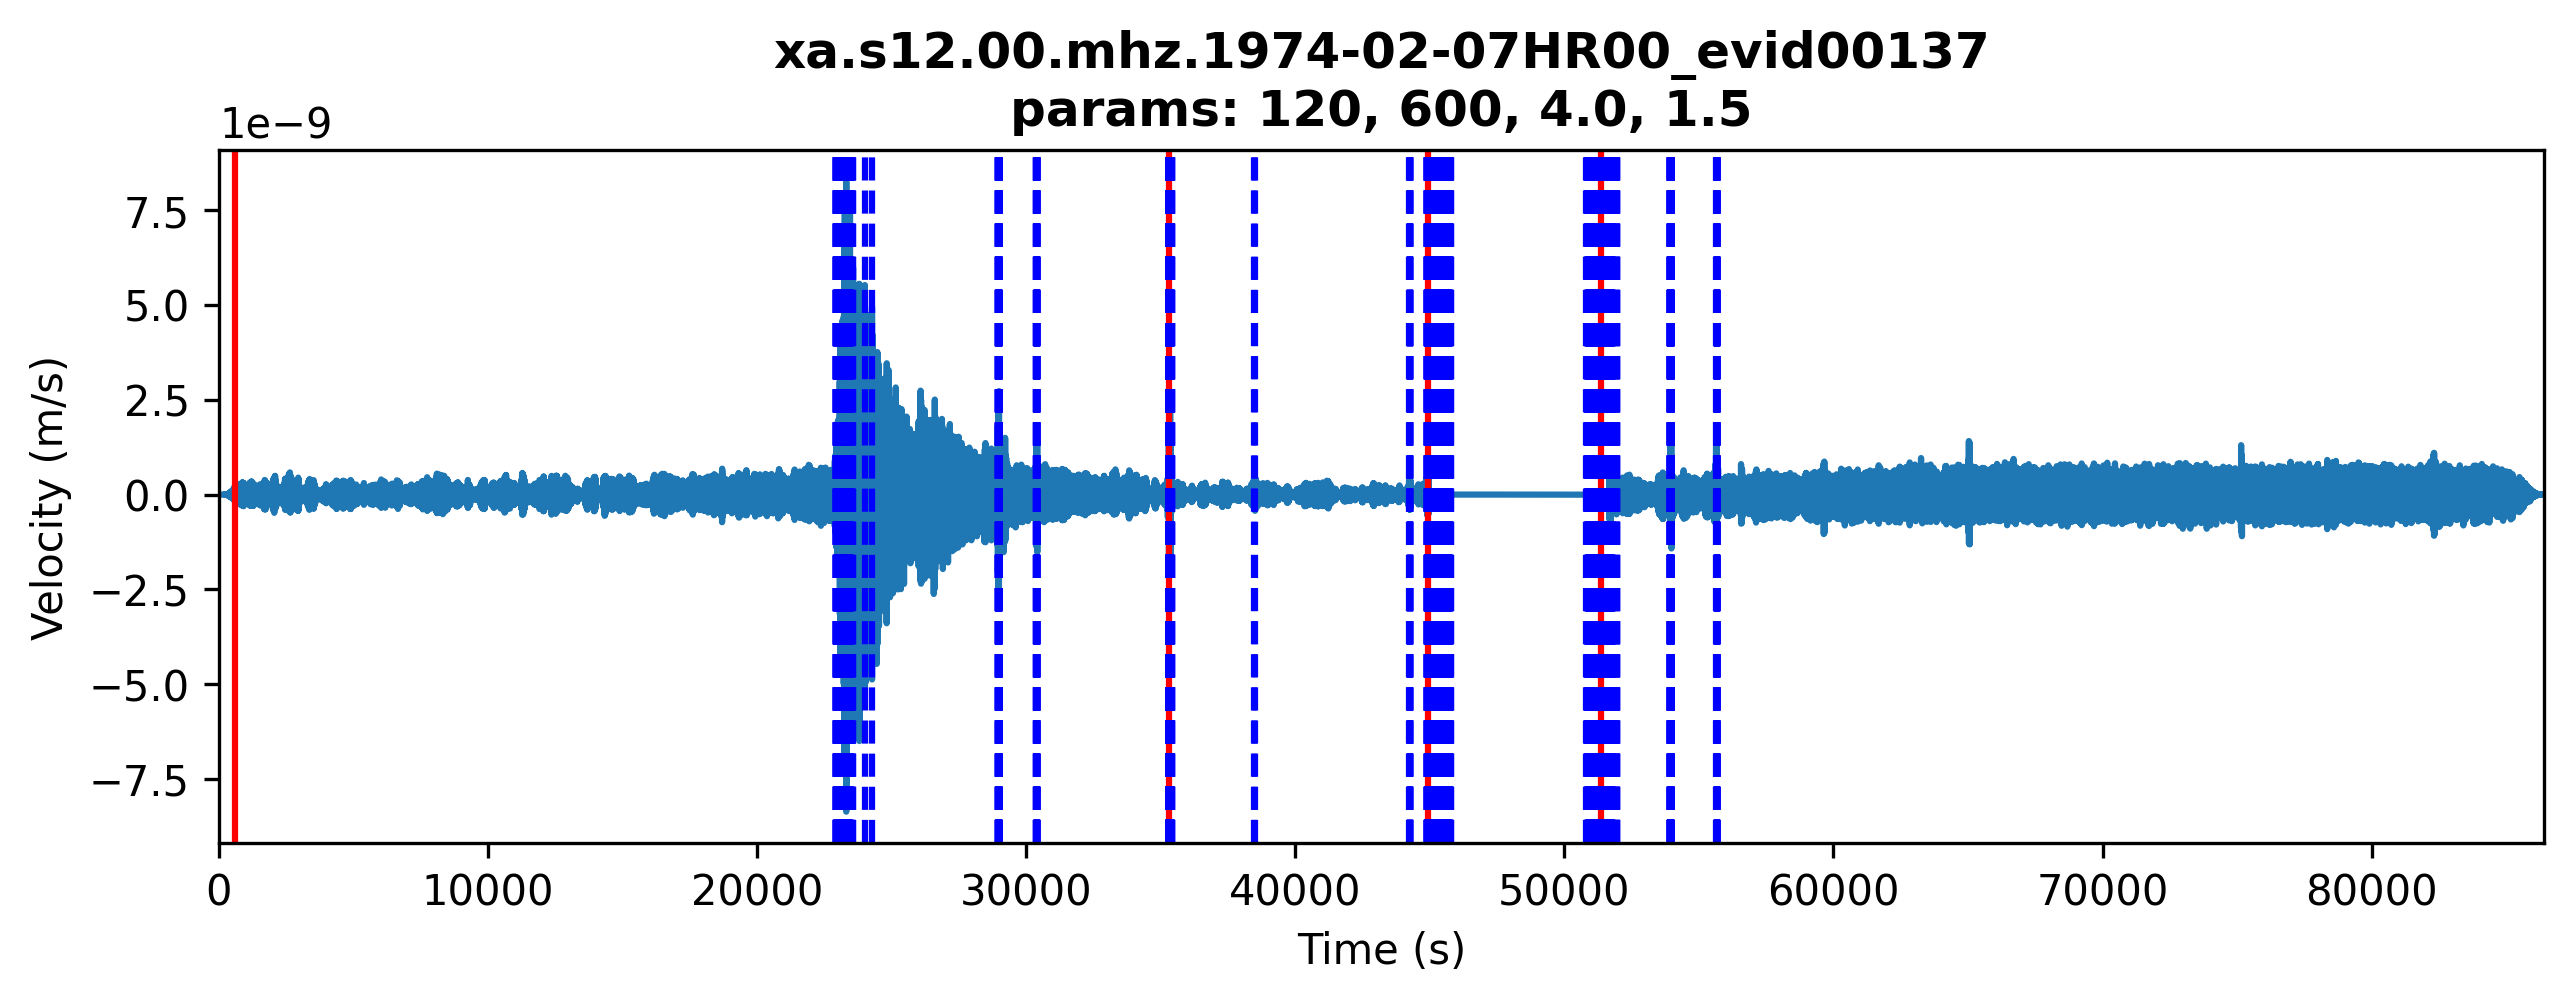 xa.s12.00.mhz.1974-02-07HR00_evid00137
params: 120, 600, 4.0, 1.5
1e−9
7.5
5.0
2.5
0.0
−2.5
−5.0
−7.5
Velocity (m/s)
0 10000 20000 30000 40000 50000 60000 70000 80000
Time (s)